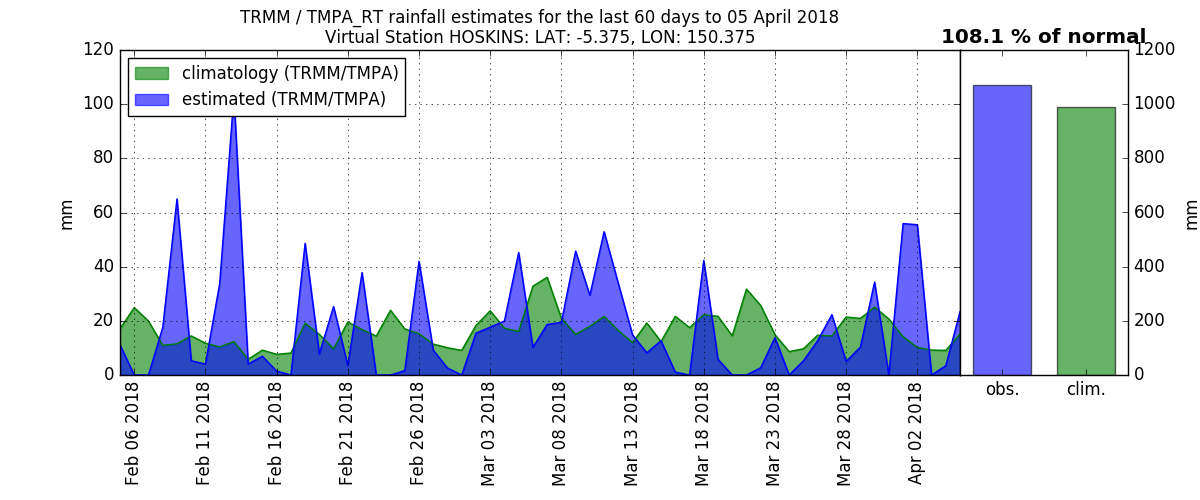 TRMM / TMPA_RT rainfall estimates for the last 60 days to 05 April 2018
Virtual Station HOSKINS: LAT: -5.375, LON: 150.375
108.1 % of normal
climatology (TRMM/TMPA)
estimated (TRMM/TMPA)
mm
120
100
80
60
40
20
0
Feb 06 2018
Feb 11 2018
Feb 16 2018
Feb 21 2018
Feb 26 2018
Mar 03 2018
Mar 08 2018
Mar 13 2018
Mar 18 2018
Mar 23 2018
Mar 28 2018
Apr 02 2018
1200
1000
800
600
400
200
0
mm
obs.
clim.